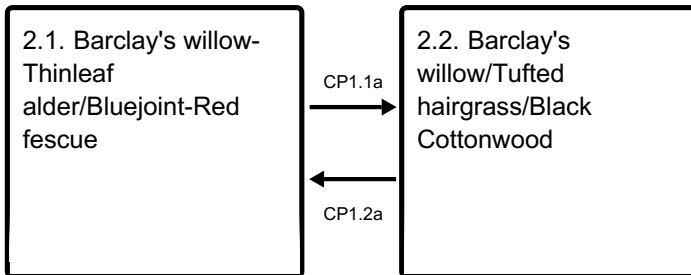 2.1. Barclay's willow-
Thinleaf
alder/Bluejoint-Red
fescue
CP1.1a
CP1.2a
2.2. Barclay's
willow/Tufted
hairgrass/Black
Cottonwood